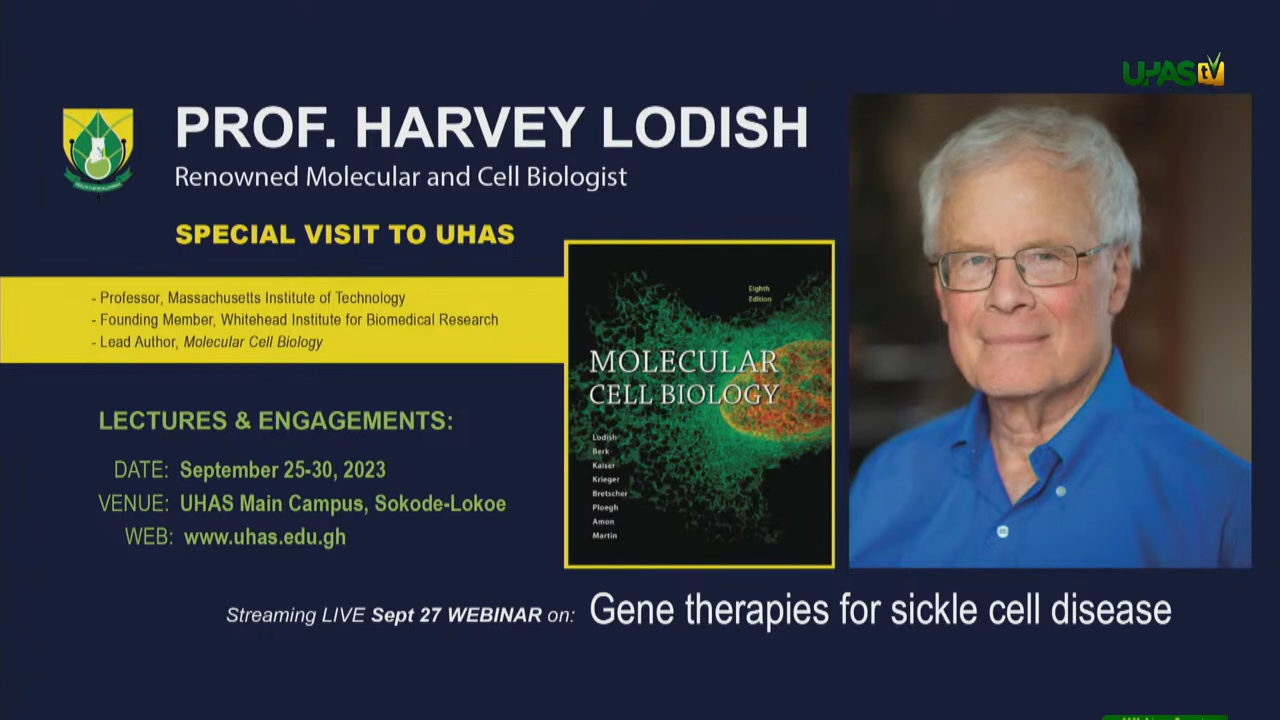 UHAS tv
PROF. HARVEY LODISH
Renowned Molecular and Cell Biologist
SPECIAL VISIT TO UHAS
- Professor, Massachusetts Institute of Technology
- Founding Member, Whitehead Institute for Biomedical Research
- Lead Author, Molecular Cell Biology
LECTURES & ENGAGEMENTS:
DATE: September 25-30, 2023
VENUE: UHAS Main Campus, Sokode-Lokoe
WEB: www.uhas.edu.gh
Eighth
Edition
MOLECULAR
CELL BIOLOGY
Lodish
Berk
Kaiser
Krieger
Bretscher
Ploegh
Amon
Martin
Streaming LIVE Sept 27 WEBINAR on: Gene therapies for sickle cell disease